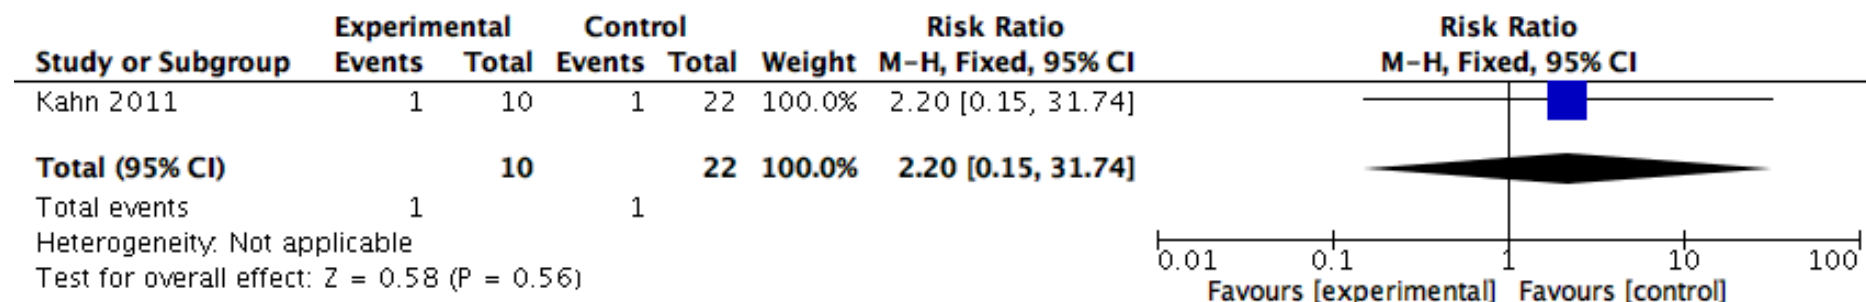 Experimental Control Risk Ratio Risk Ratio
Study or Subgroup Events Total Events Total Weight M-H, Fixed, 95% CI M-H, Fixed, 95% CI
Kahn 2011 1 10 1 22 100.0% 2.20 [0.15, 31.74]
Total (95% CI) 10 22 100.0% 2.20 [0.15, 31.74]
Total events 1 1
Heterogeneity: Not applicable
Test for overall effect: Z = 0.58 (P = 0.56)
0.01 0.1 1 10 100
Favours [experimental] Favours [control]